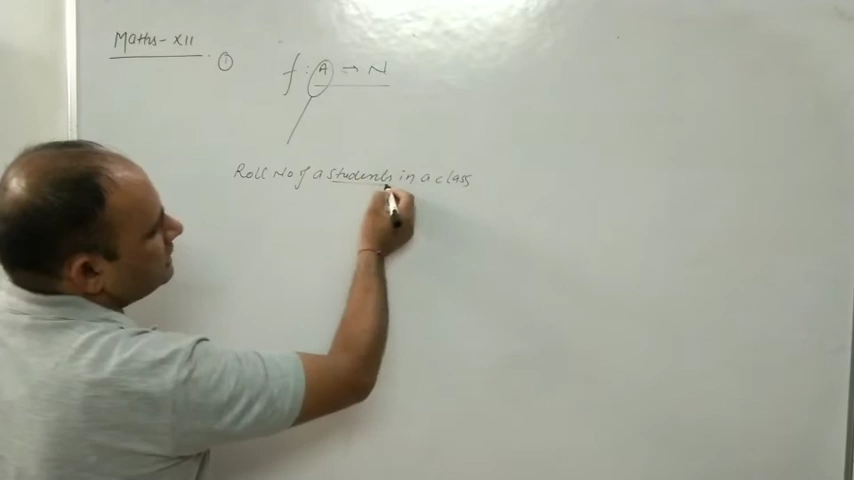 Maths-XII
①
f: A → N
Roll No of a students in a class